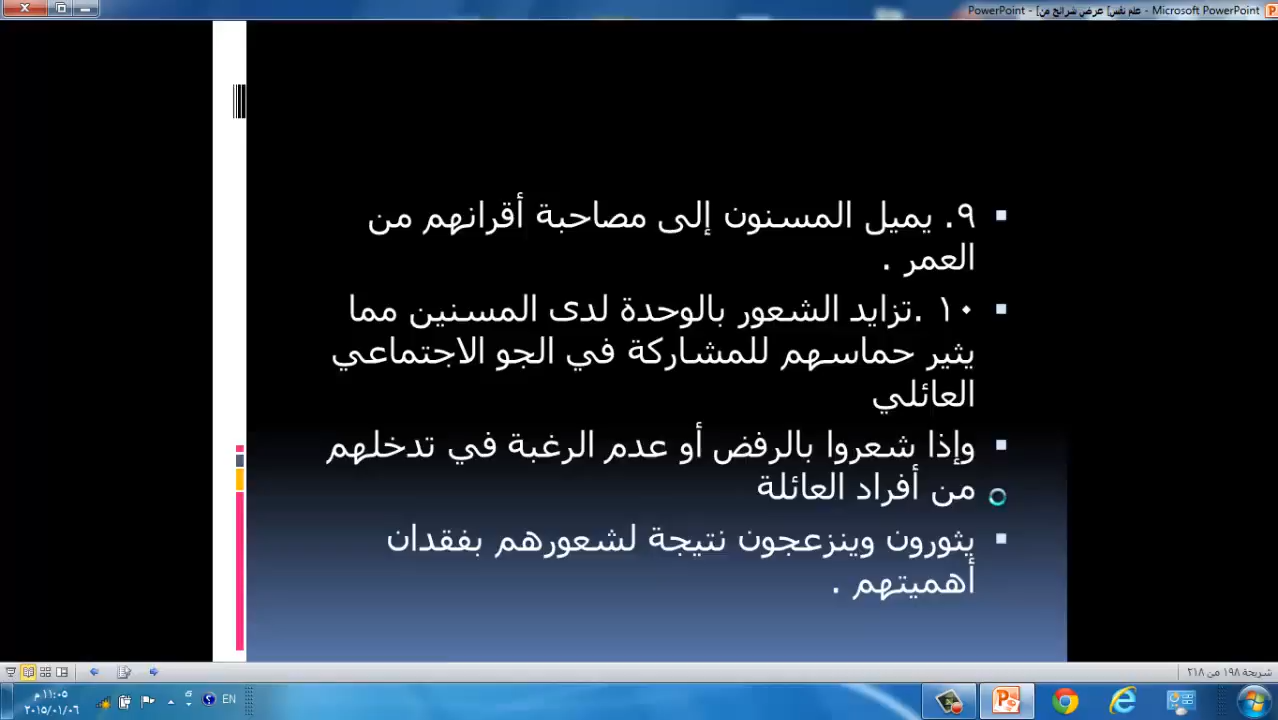 PowerPoint - [علم نفس] عرض شرائح من - Microsoft PowerPoint
٩. يميل المسنون إلى مصاحبة أقرانهم من
العمر .
١٠ .تزايد الشعور بالوحدة لدى المسنين مما
يثير حماسهم للمشاركة في الجو الاجتماعي
العائلي
وإذا شعروا بالرفض أو عدم الرغبة في تدخلهم
من أفراد العائلة
يثورون وينزعجون نتيجة لشعورهم بفقدان
أهميتهم .
شريحة ١٩٨ من ٢١٨
١١:٠٥ م
٢٠١٥/٠١/٠٦
EN